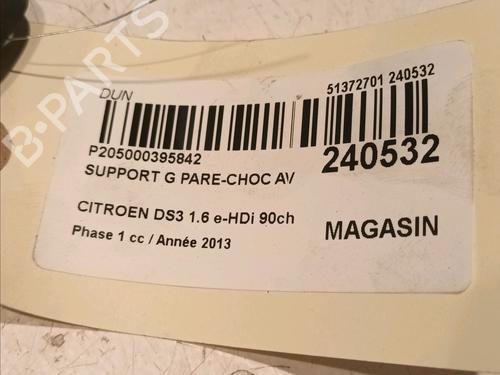 DUN
51372701 240532
P205000395842
240532
SUPPORT G PARE-CHOC AV
CITROEN DS3 1.6 e-HDi 90ch
MAGASIN
Phase 1 cc / Année 2013
B-PARTS